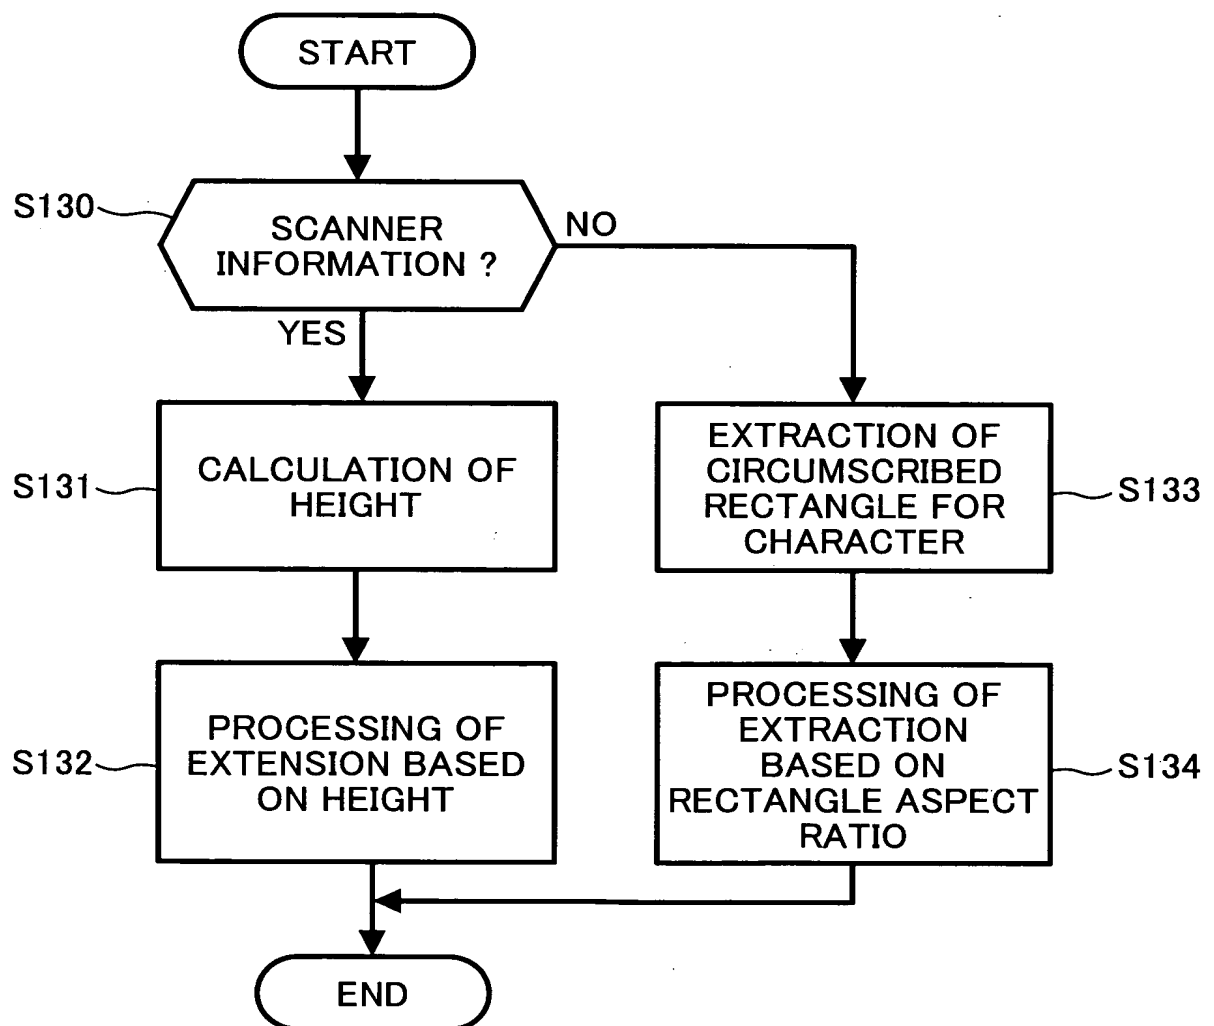 START
S130
SCANNER
INFORMATION ?
NO
YES
S131
CALCULATION OF
HEIGHT
EXTRACTION OF
CIRCUMSCRIBED
RECTANGLE FOR
CHARACTER
S133
S132
PROCESSING OF
EXTENSION BASED
ON HEIGHT
PROCESSING OF
EXTRACTION
BASED ON
RECTANGLE ASPECT
RATIO
S134
END